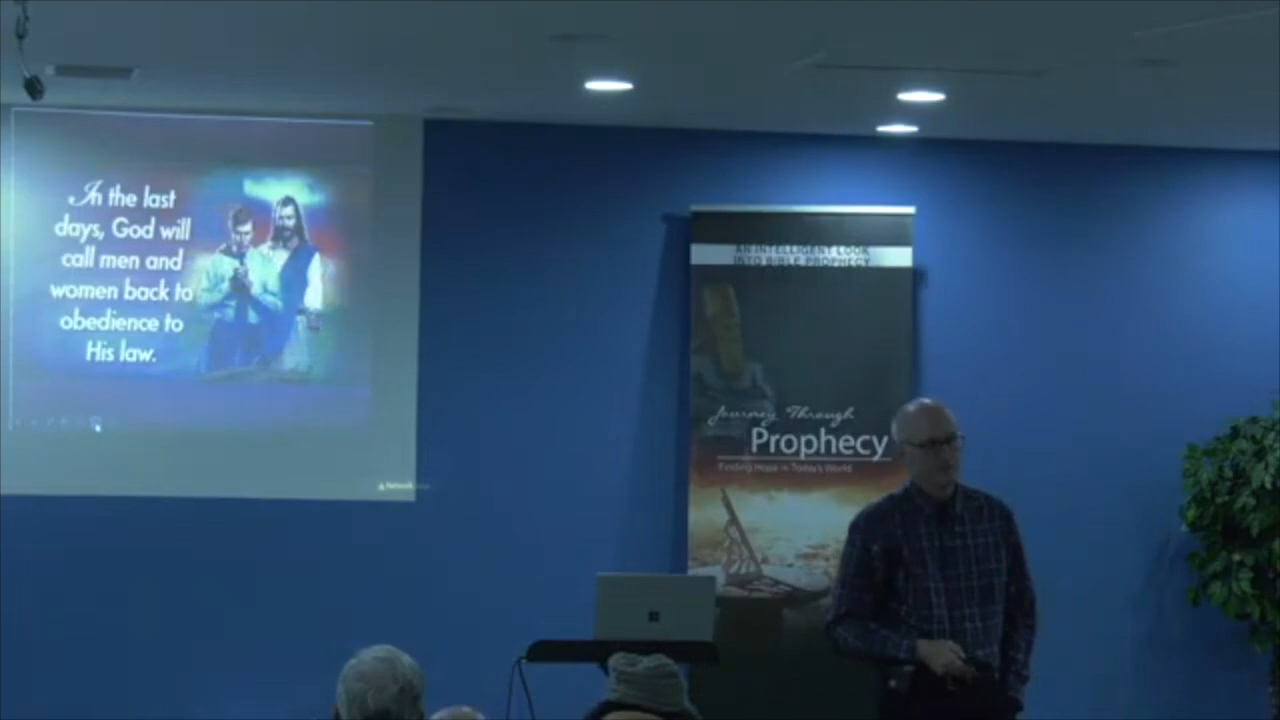 In the last
days, God will
call men and
women back to
obedience to
His law.
AN INTELLIGENT LOOK
INTO BIBLE PROPHECY
Journey Through
Prophecy
Finding Hope in Today's World